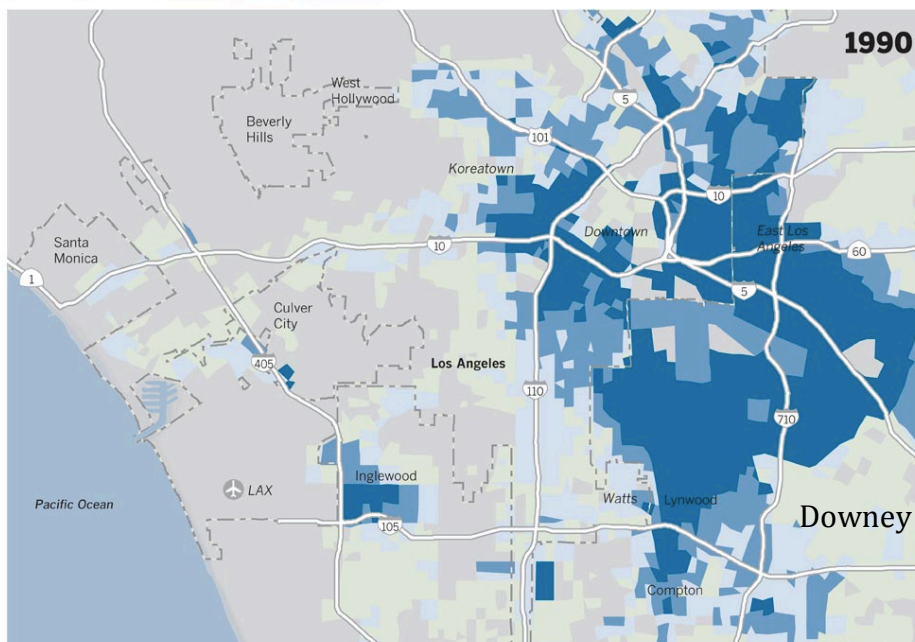 1990
West
Hollywood
Beverly
Hills
5
101
Koreatown
10
Santa
Monica
Downtown
East Los
Angeles
10
60
1
5
Culver
City
405
Los Angeles
110
710
Inglewood
LAX
Pacific Ocean
Watts
Lynwood
Downey
105
Compton